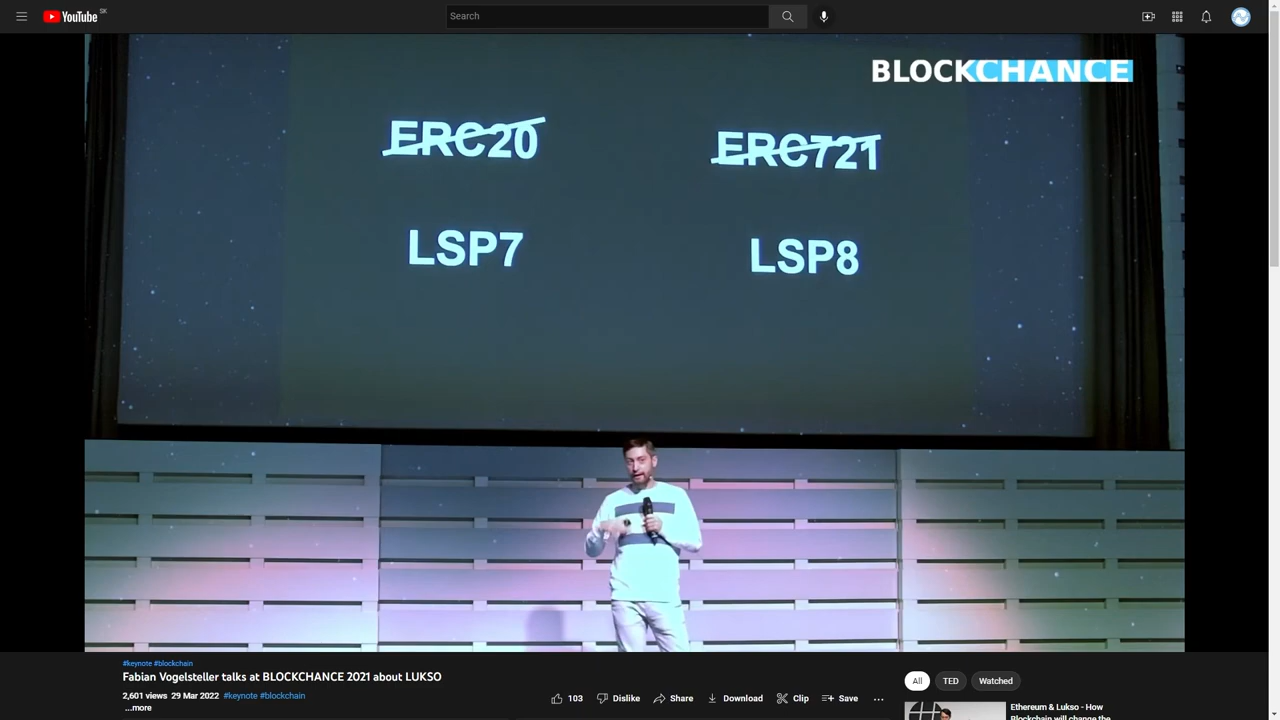 YouTube SK
Search
BLOCKCHANCE
ERC20
ERC721
LSP7
LSP8
#keynote #blockchain
Fabian Vogelsteller talks at BLOCKCHANCE 2021 about LUKSO
2,601 views 29 Mar 2022 #keynote #blockchain
...more
103
Dislike
Share
Download
Clip
Save
...
All
TED
Watched
Ethereum & Lukso - How
Blockchain will change the